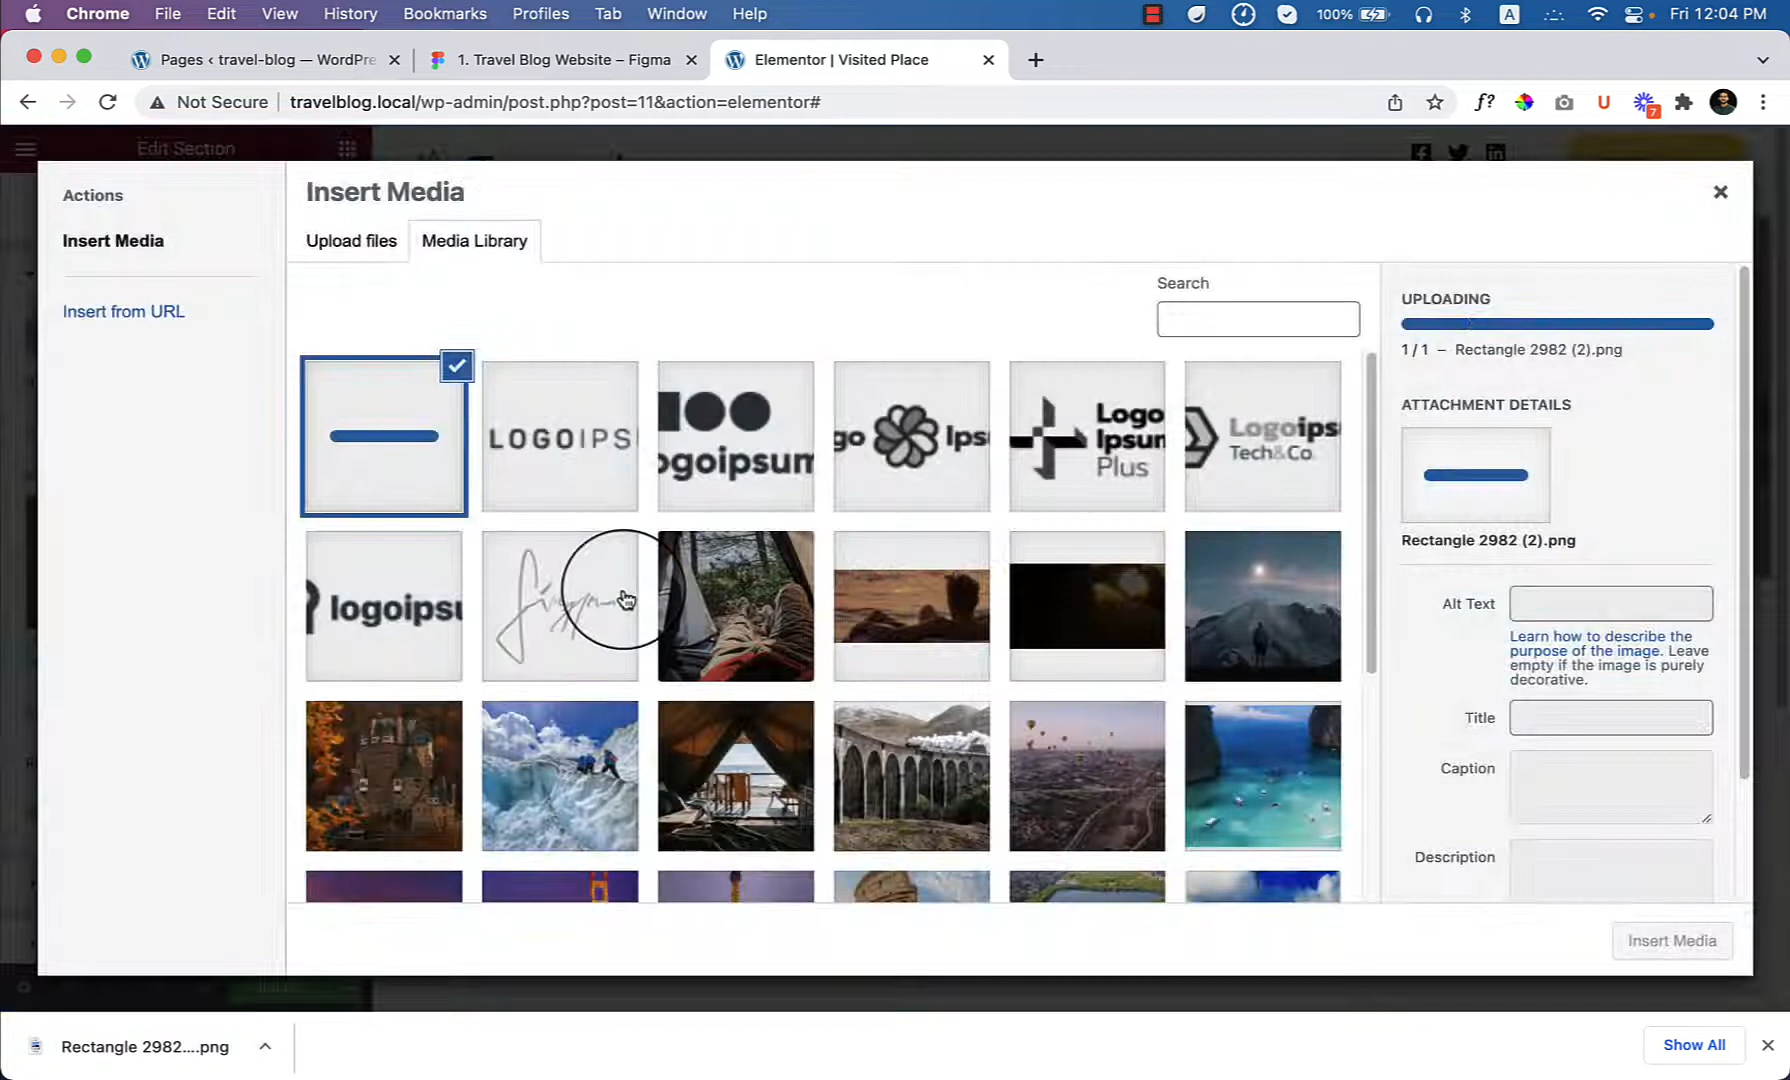 Chrome File Edit View History Bookmarks Profiles Tab Window Help 100% A Fri 12:04 PM
Pages ‹ travel-blog — WordPre
1. Travel Blog Website – Figma
Elementor | Visited Place
Not Secure travelblog.local/wp-admin/post.php?post=11&action=elementor#
f? U 7
Edit Section
Actions
Insert Media
Insert from URL
Insert Media
Upload files
Media Library
Search
LOGOIPS
ogoipsum
go Ips
Logo
Ipsum
Plus
Logoips
Tech&Co.
logoipsu
UPLOADING
1 / 1 – Rectangle 2982 (2).png
ATTACHMENT DETAILS
Rectangle 2982 (2).png
Alt Text
Learn how to describe the
purpose of the image. Leave
empty if the image is purely
decorative.
Title
Caption
Description
Insert Media
Rectangle 2982....png
Show All